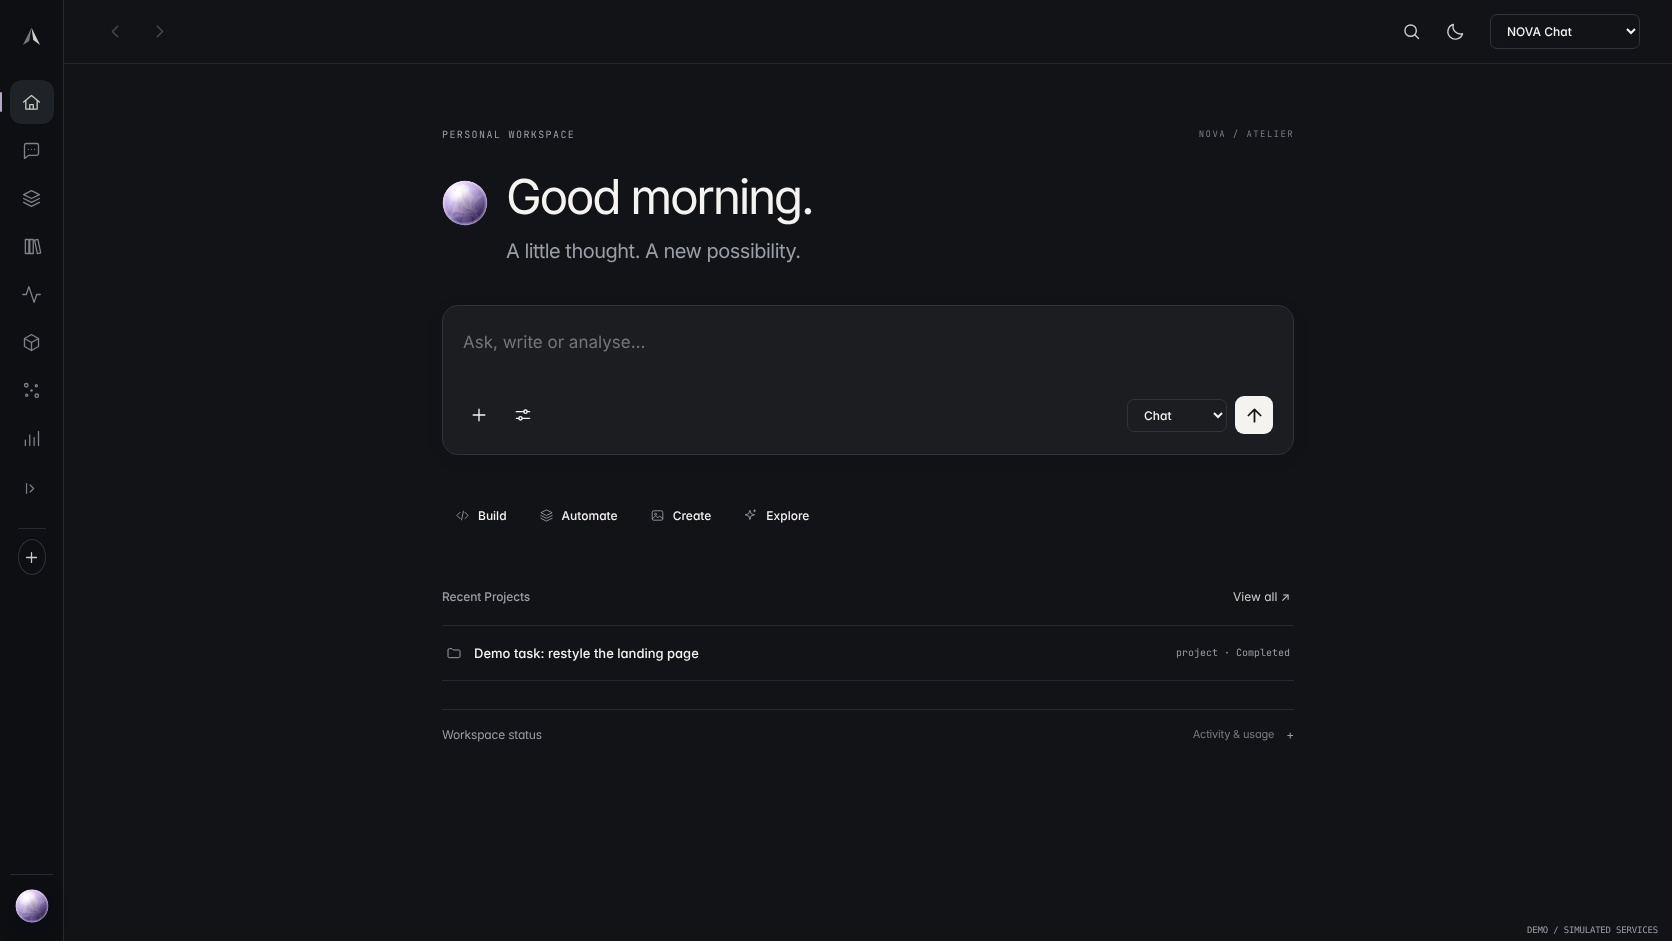 NOVA Chat
PERSONAL WORKSPACE
NOVA / ATELIER
Good morning.
A little thought. A new possibility.
Ask, write or analyse...
Chat
Build
Automate
Create
Explore
Recent Projects
View all ↗
Demo task: restyle the landing page
project · Completed
Workspace status
Activity & usage +
DEMO / SIMULATED SERVICES